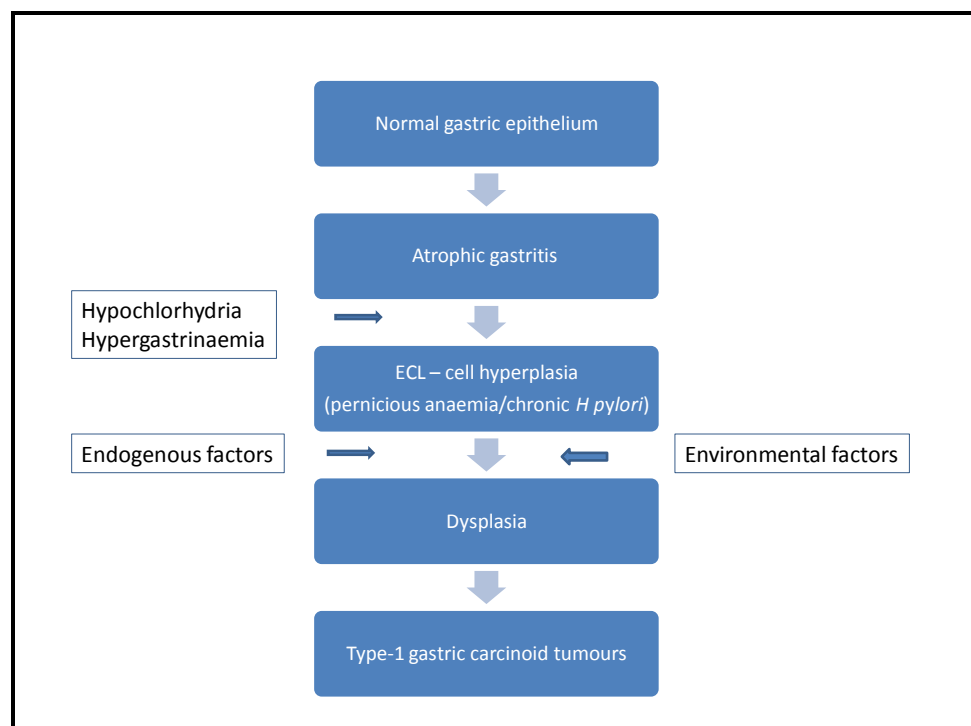 Normal gastric epithelium
Atrophic gastritis
Hypochlorhydria
Hypergastrinaemia
ECL – cell hyperplasia
(pernicious anaemia/chronic H pylori)
Endogenous factors
Environmental factors
Dysplasia
Type-1 gastric carcinoid tumours